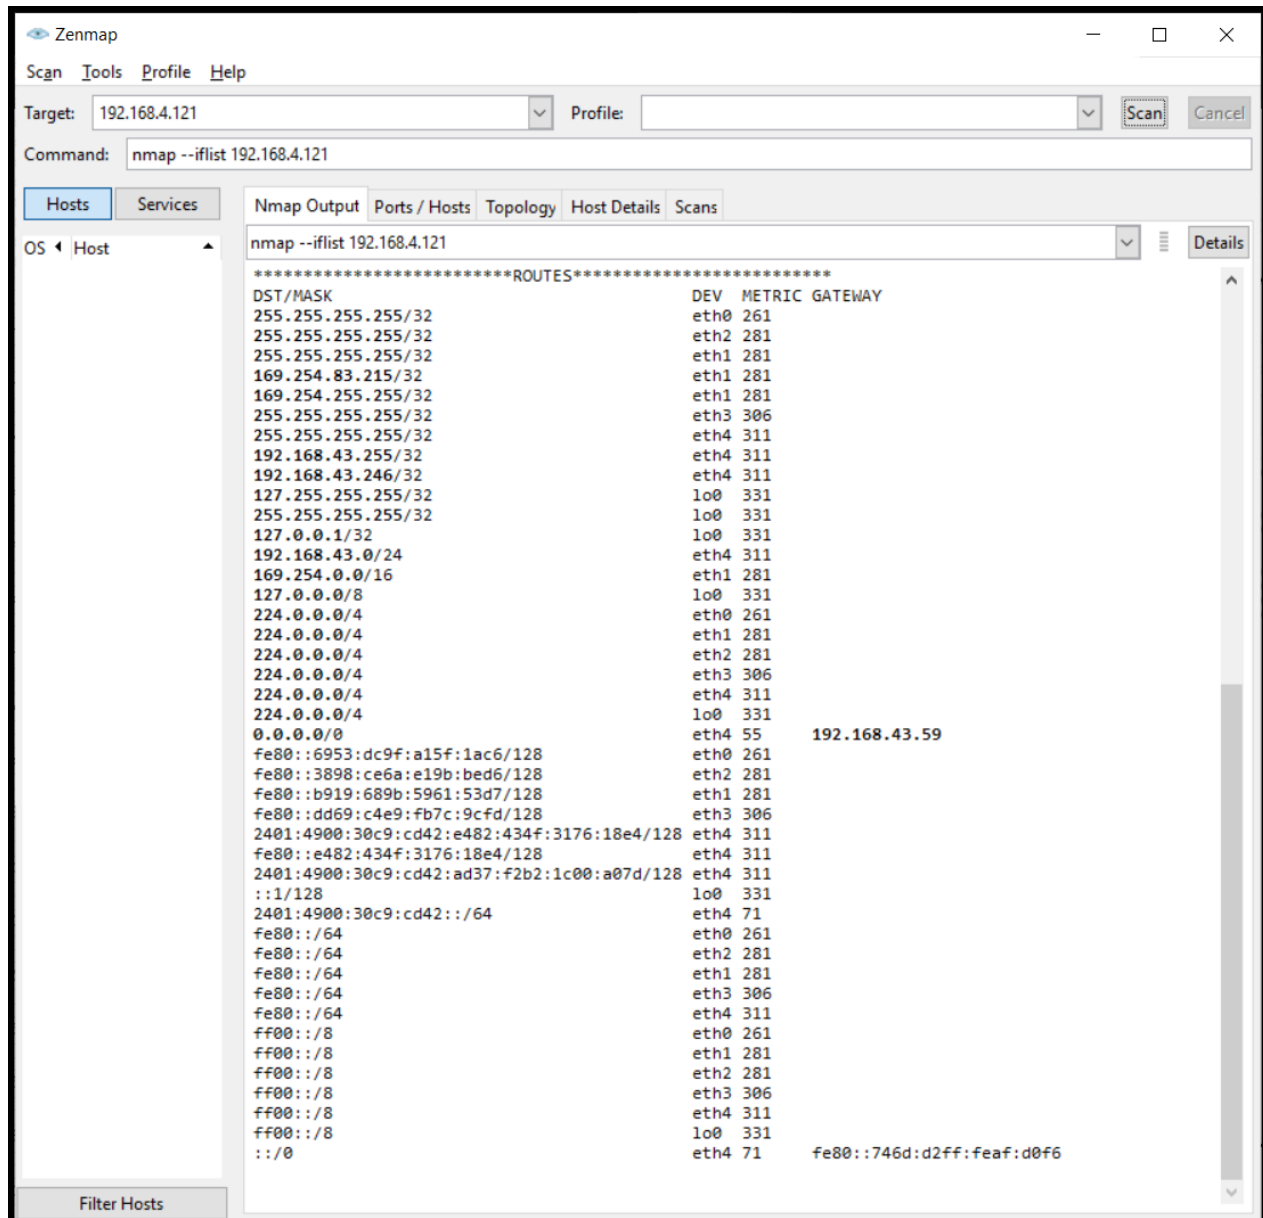 Zenmap
Scan Tools Profile Help
Target: 192.168.4.121 Profile: Scan Cancel
Command: nmap --iflist 192.168.4.121
Hosts Services Nmap Output Ports / Hosts Topology Host Details Scans
OS Host nmap --iflist 192.168.4.121 Details
**************************ROUTES**************************
DST/MASK DEV METRIC GATEWAY
255.255.255.255/32 eth0 261
255.255.255.255/32 eth2 281
255.255.255.255/32 eth1 281
169.254.83.215/32 eth1 281
169.254.255.255/32 eth1 281
255.255.255.255/32 eth3 306
255.255.255.255/32 eth4 311
192.168.43.255/32 eth4 311
192.168.43.246/32 eth4 311
127.255.255.255/32 lo0 331
255.255.255.255/32 lo0 331
127.0.0.1/32 lo0 331
192.168.43.0/24 eth4 311
169.254.0.0/16 eth1 281
127.0.0.0/8 lo0 331
224.0.0.0/4 eth0 261
224.0.0.0/4 eth1 281
224.0.0.0/4 eth2 281
224.0.0.0/4 eth3 306
224.0.0.0/4 eth4 311
224.0.0.0/4 lo0 331
0.0.0.0/0 eth4 55 192.168.43.59
fe80::6953:dc9f:a15f:1ac6/128 eth0 261
fe80::3898:ce6a:e19b:bed6/128 eth2 281
fe80::b919:689b:5961:53d7/128 eth1 281
fe80::dd69:c4e9:fb7c:9cfd/128 eth3 306
2401:4900:30c9:cd42:e482:434f:3176:18e4/128 eth4 311
fe80::e482:434f:3176:18e4/128 eth4 311
2401:4900:30c9:cd42:ad37:f2b2:1c00:a07d/128 eth4 311
::1/128 lo0 331
2401:4900:30c9:cd42::/64 eth4 71
fe80::/64 eth0 261
fe80::/64 eth2 281
fe80::/64 eth1 281
fe80::/64 eth3 306
fe80::/64 eth4 311
ff00::/8 eth0 261
ff00::/8 eth1 281
ff00::/8 eth2 281
ff00::/8 eth3 306
ff00::/8 eth4 311
ff00::/8 lo0 331
::/0 eth4 71 fe80::746d:d2ff:feaf:d0f6
Filter Hosts